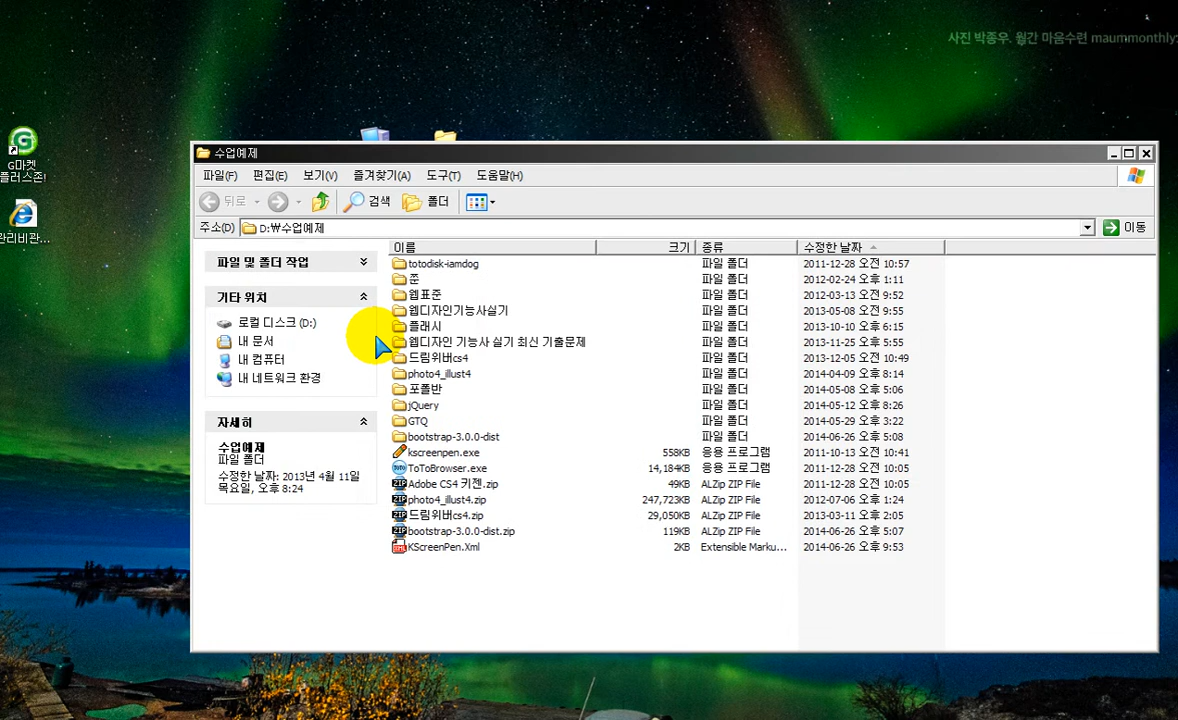 사진 박종우, 월간 마음수련 maummonthly
G마켓
플러스존!
관리비관...
수업예제
파일(F) 편집(E) 보기(V) 즐겨찾기(A) 도구(T) 도움말(H)
뒤로 검색 폴더
주소(D) D:₩수업예제 이동
파일 및 폴더 작업
기타 위치
로컬 디스크 (D:)
내 문서
내 컴퓨터
내 네트워크 환경
자세히
수업예제
파일 폴더
수정한 날짜: 2013년 4월 11일
목요일, 오후 8:24
이름 크기 종류 수정한 날짜
totodisk-iamdog 파일 폴더 2011-12-28 오전 10:57
쭌 파일 폴더 2012-02-24 오후 1:11
웹표준 파일 폴더 2012-03-13 오전 9:52
웹디자인기능사실기 파일 폴더 2013-05-08 오전 9:55
플래시 파일 폴더 2013-10-10 오후 6:15
웹디자인 기능사 실기 최신 기출문제 파일 폴더 2013-11-25 오후 5:55
드림위버cs4 파일 폴더 2013-12-05 오전 10:49
photo4_illust4 파일 폴더 2014-04-09 오후 8:14
포폴반 파일 폴더 2014-05-08 오후 5:06
jQuery 파일 폴더 2014-05-12 오후 8:26
GTQ 파일 폴더 2014-05-29 오후 3:22
bootstrap-3.0.0-dist 파일 폴더 2014-06-26 오후 5:08
kscreenpen.exe 558KB 응용 프로그램 2011-10-13 오전 10:41
ToToBrowser.exe 14,184KB 응용 프로그램 2011-12-28 오전 10:05
Adobe CS4 키젠.zip 49KB ALZip ZIP File 2011-12-28 오전 10:05
photo4_illust4.zip 247,723KB ALZip ZIP File 2012-07-06 오후 1:24
드림위버cs4.zip 29,050KB ALZip ZIP File 2013-03-11 오후 2:05
bootstrap-3.0.0-dist.zip 119KB ALZip ZIP File 2014-06-26 오후 5:07
KScreenPen.Xml 2KB Extensible Marku... 2014-06-26 오후 9:53